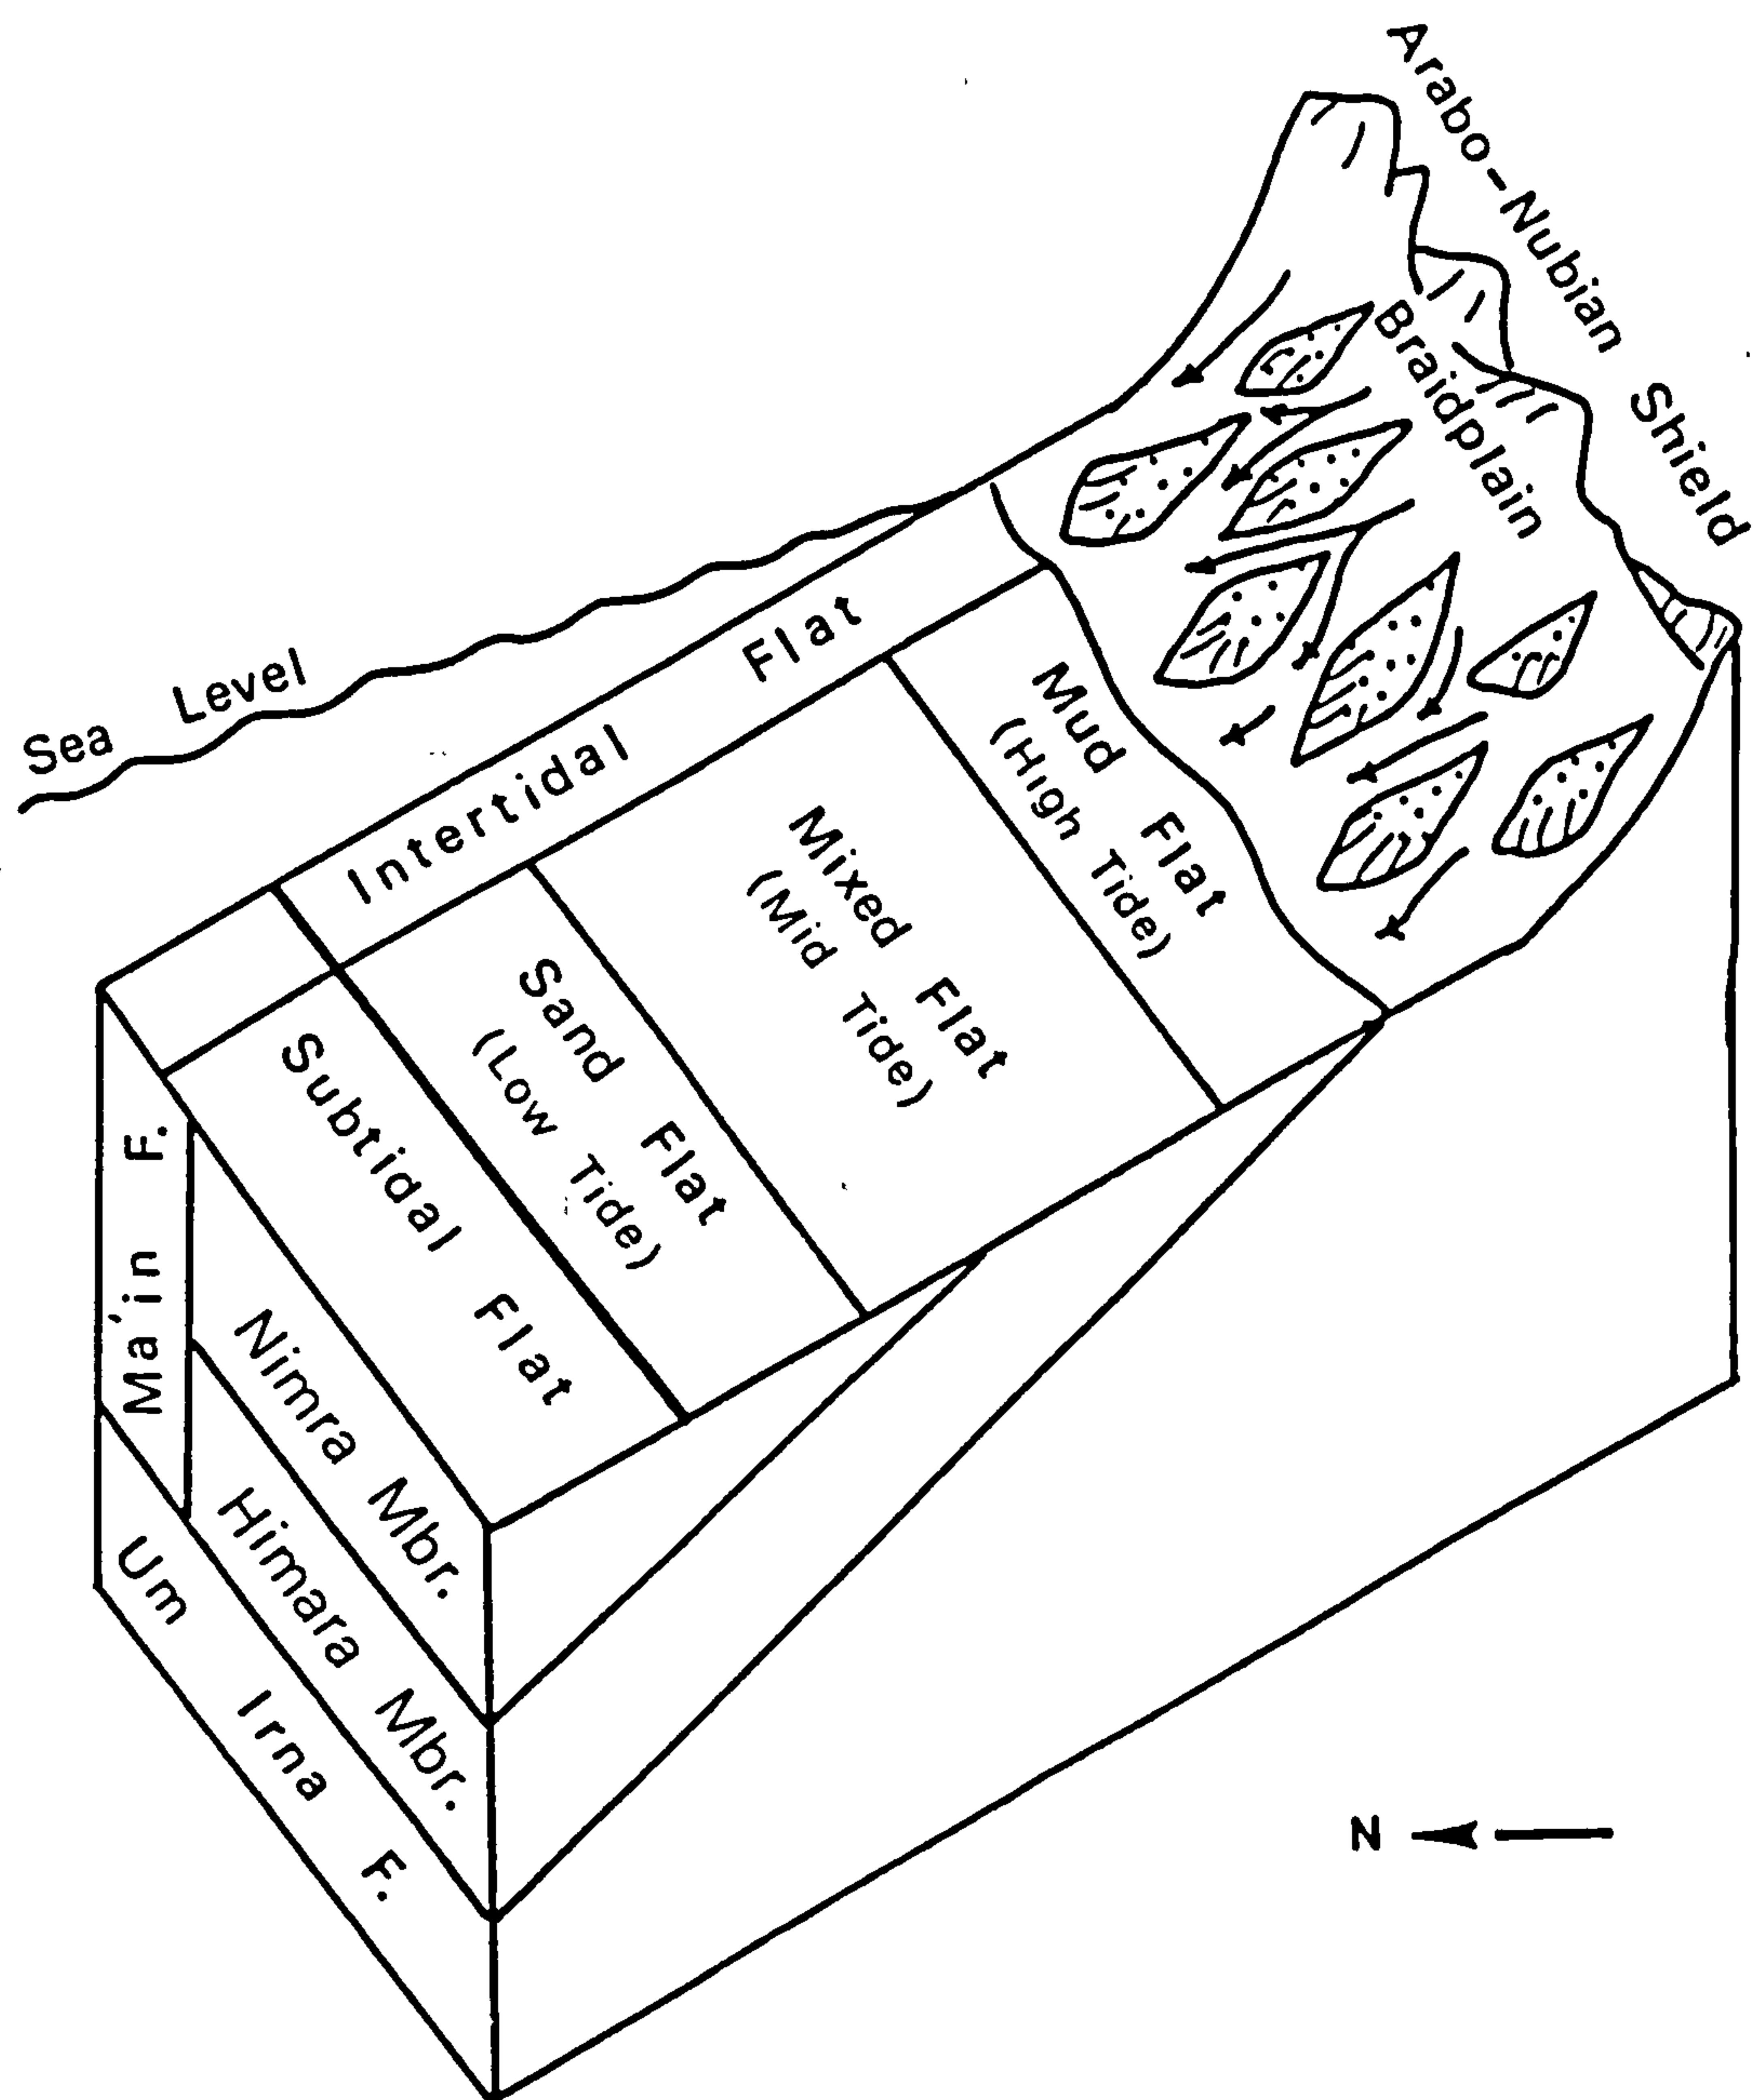 Arabo-Nubian Shield
Braidplain
Sea Level
Intertidal Flat
Mud Flat
(High Tide)
Mixed Flat
(Mid Tide)
Sand Flat
(Low Tide)
Subtidal Flat
Ma'in F.
Nimra Mbr.
Himara Mbr.
Um Irna F.
N